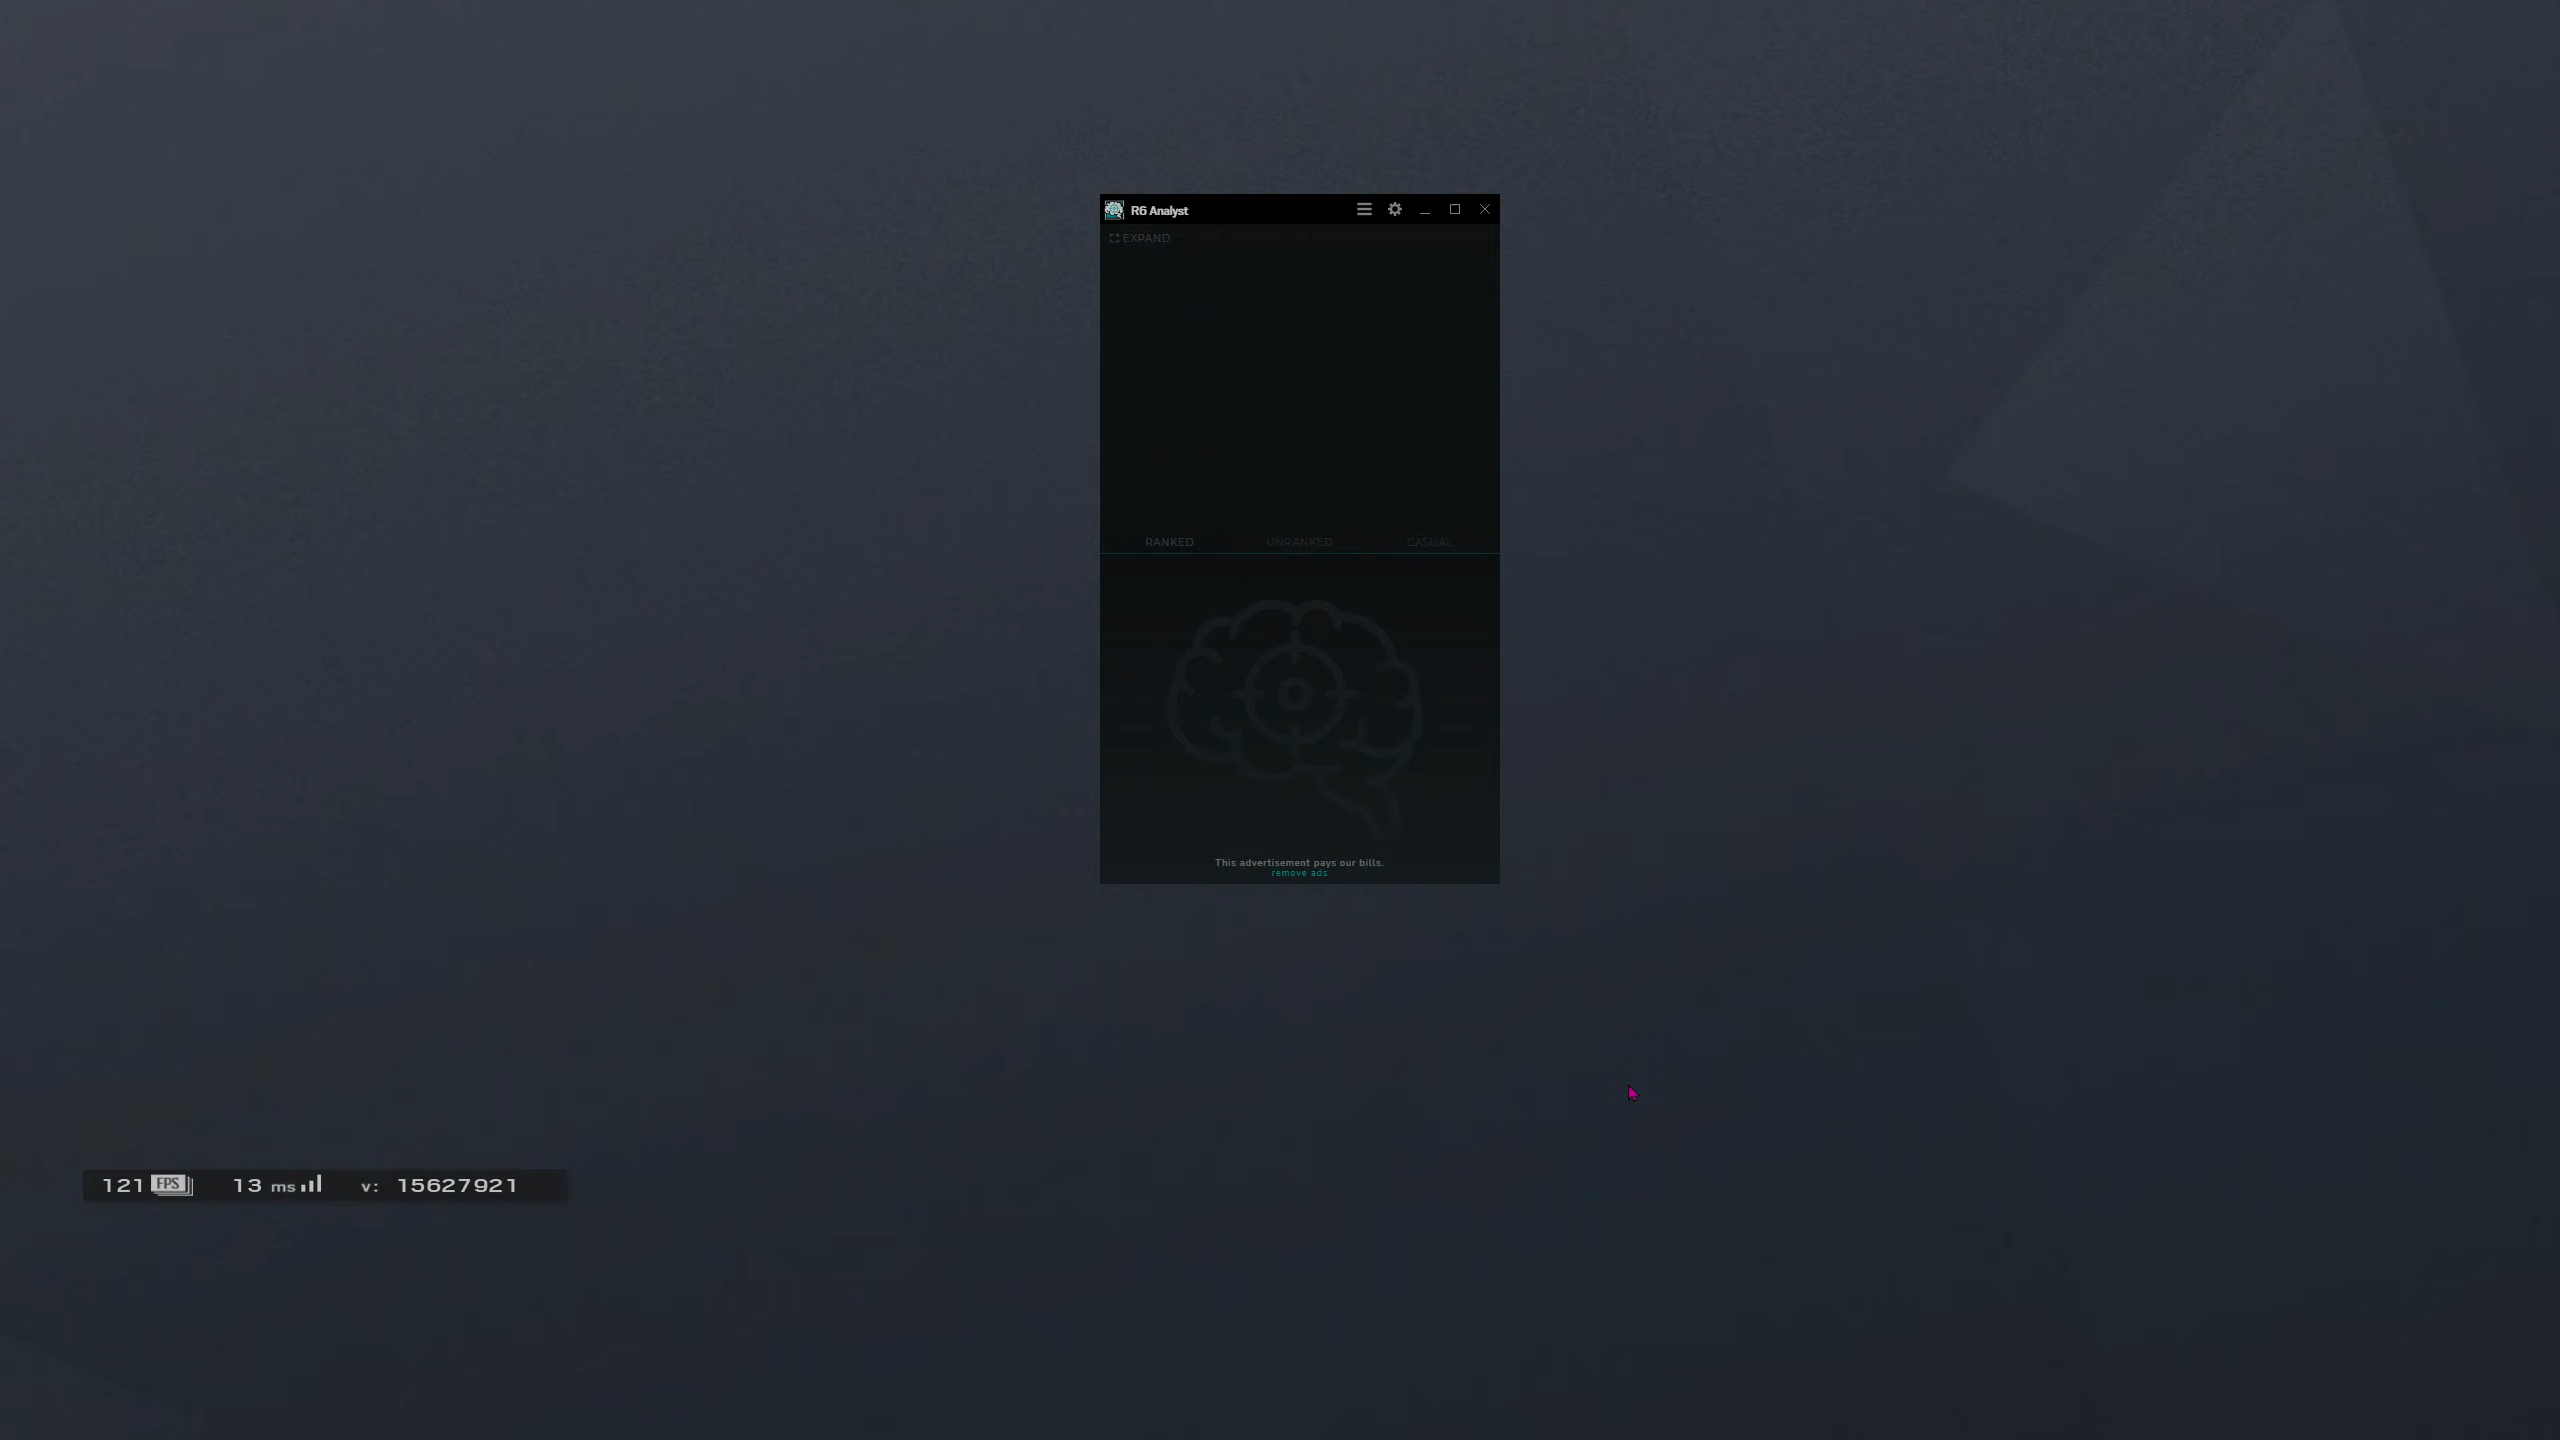 R6 Analyst
EXPAND
RANKED UNRANKED CASUAL
This advertisement pays our bills.
remove ads
121 FPS 13 ms v: 15627921